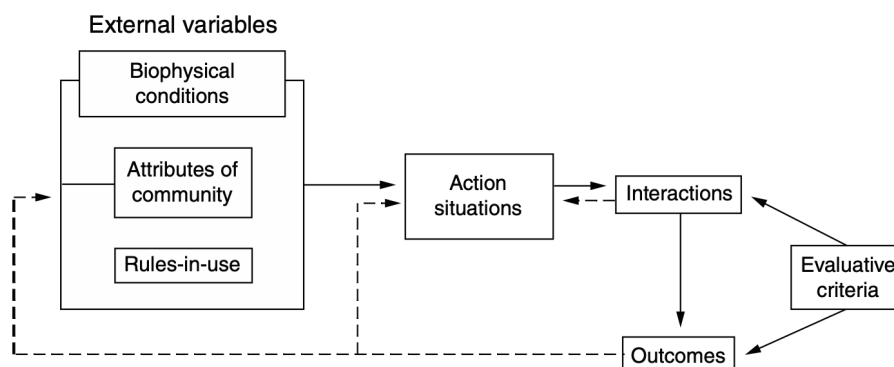 External variables
Biophysical
conditions
Attributes of
community
Rules-in-use
Action
situations
Interactions
Outcomes
Evaluative
criteria